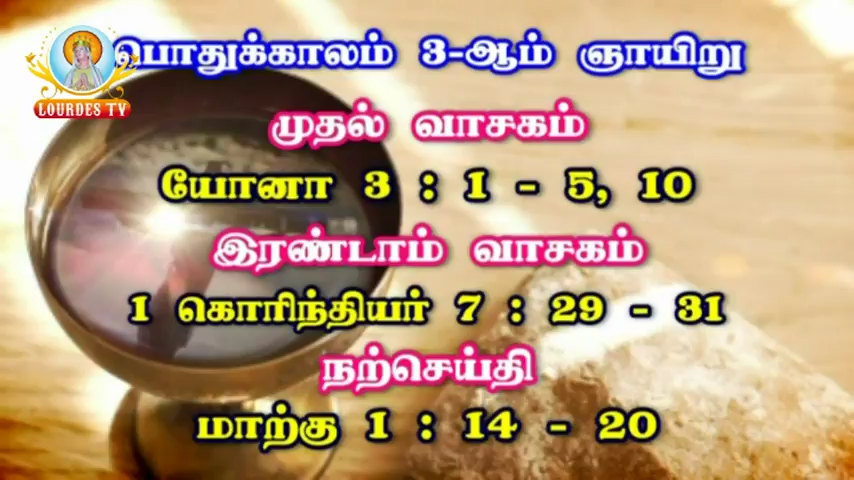 பொதுக்காலம் 3-ஆம் ஞாயிறு
LOURDES TV
முதல் வாசகம்
யோனா 3 : 1 - 5, 10
இரண்டாம் வாசகம்
1 கொரிந்தியர் 7 : 29 - 31
நற்செய்தி
மாற்கு 1 : 14 - 20